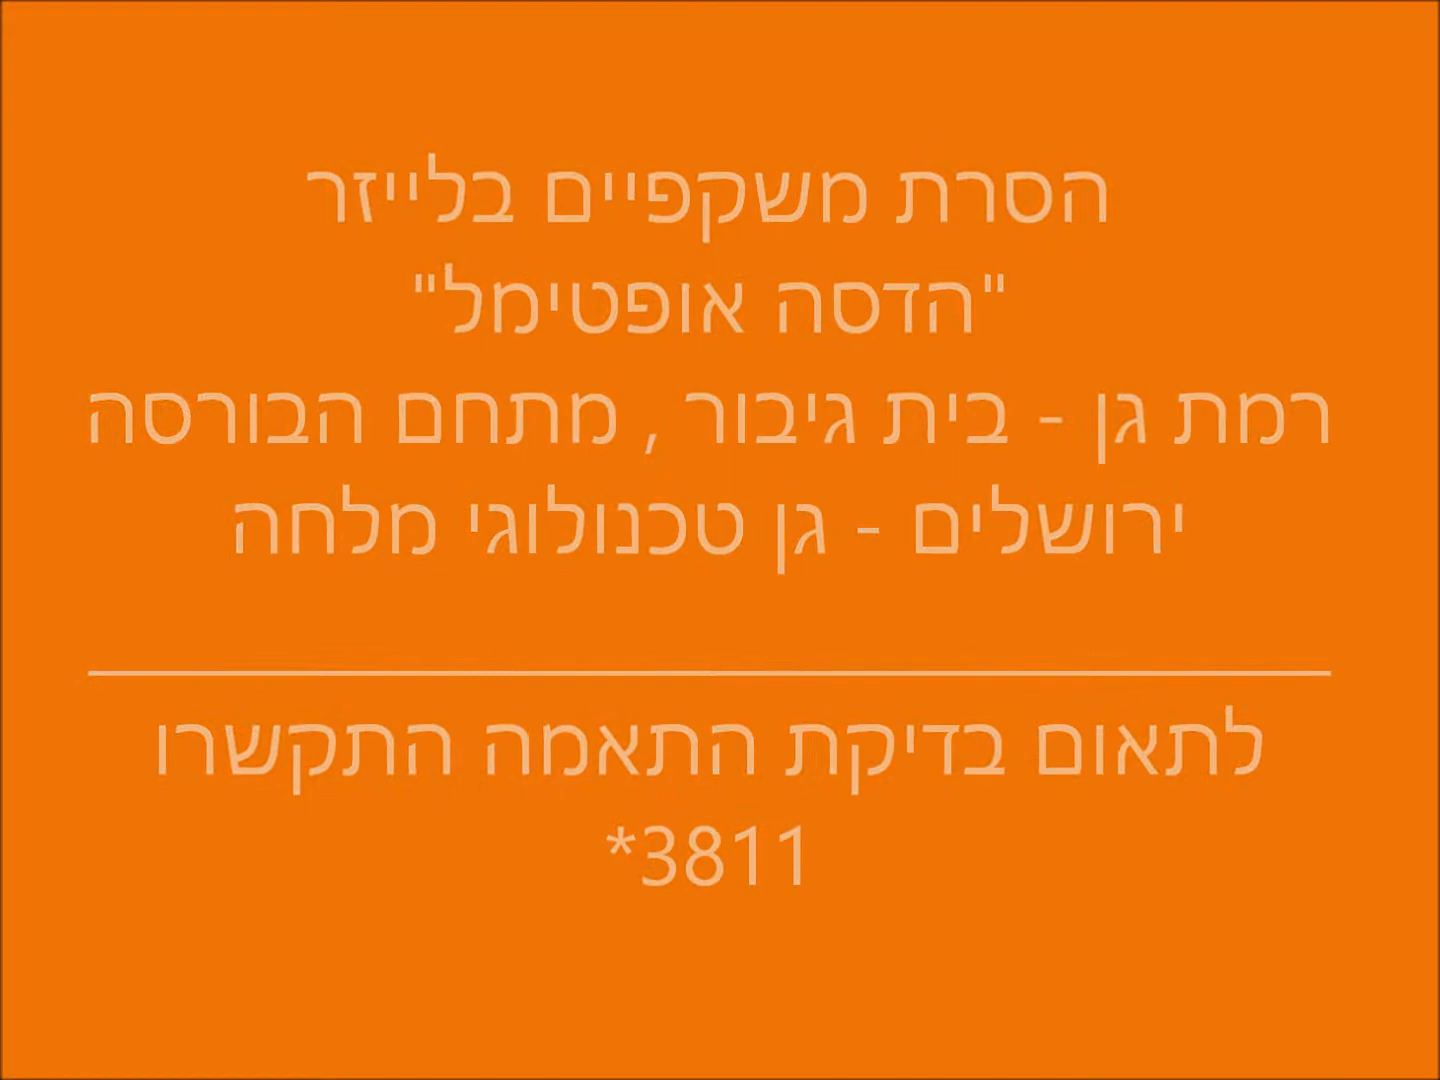 הסרת משקפיים בלייזר
"הדסה אופטימל"
רמת גן - בית גיבור , מתחם הבורסה
ירושלים - גן טכנולוגי מלחה
לתאום בדיקת התאמה התקשרו
*3811